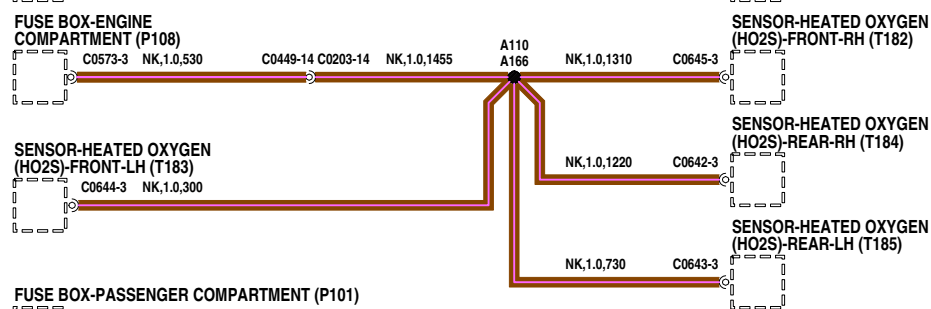 FUSE BOX-ENGINE
COMPARTMENT (P108)
C0573-3 NK,1.0,530 C0449-14 C0203-14 NK,1.0,1455
A110
A166
NK,1.0,1310 C0645-3
SENSOR-HEATED OXYGEN
(HO2S)-FRONT-RH (T182)
SENSOR-HEATED OXYGEN
(HO2S)-REAR-RH (T184)
NK,1.0,1220 C0642-3
SENSOR-HEATED OXYGEN
(HO2S)-FRONT-LH (T183)
C0644-3 NK,1.0,300
SENSOR-HEATED OXYGEN
(HO2S)-REAR-LH (T185)
NK,1.0,730 C0643-3
FUSE BOX-PASSENGER COMPARTMENT (P101)